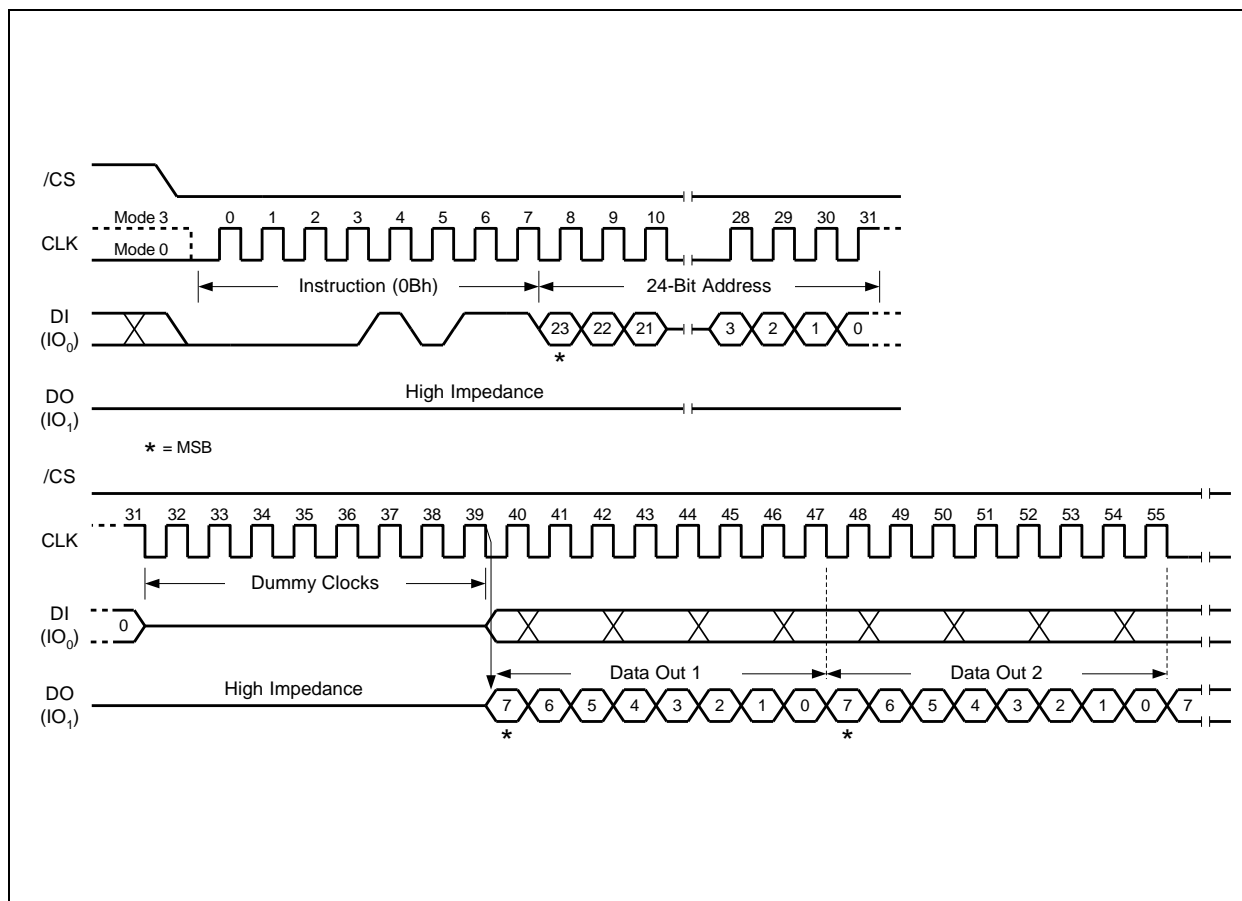 /CS
Mode 3 0 1 2 3 4 5 6 7 8 9 10 28 29 30 31
CLK
Mode 0
Instruction (0Bh) 24-Bit Address
DI
(IO0)
23 22 21 3 2 1 0
*
High Impedance
DO
(IO1)
* = MSB
/CS
31 32 33 34 35 36 37 38 39 40 41 42 43 44 45 46 47 48 49 50 51 52 53 54 55
CLK
Dummy Clocks
DI
(IO0)
0
Data Out 1 Data Out 2
High Impedance
DO
(IO1)
7 6 5 4 3 2 1 0 7 6 5 4 3 2 1 0 7
* *